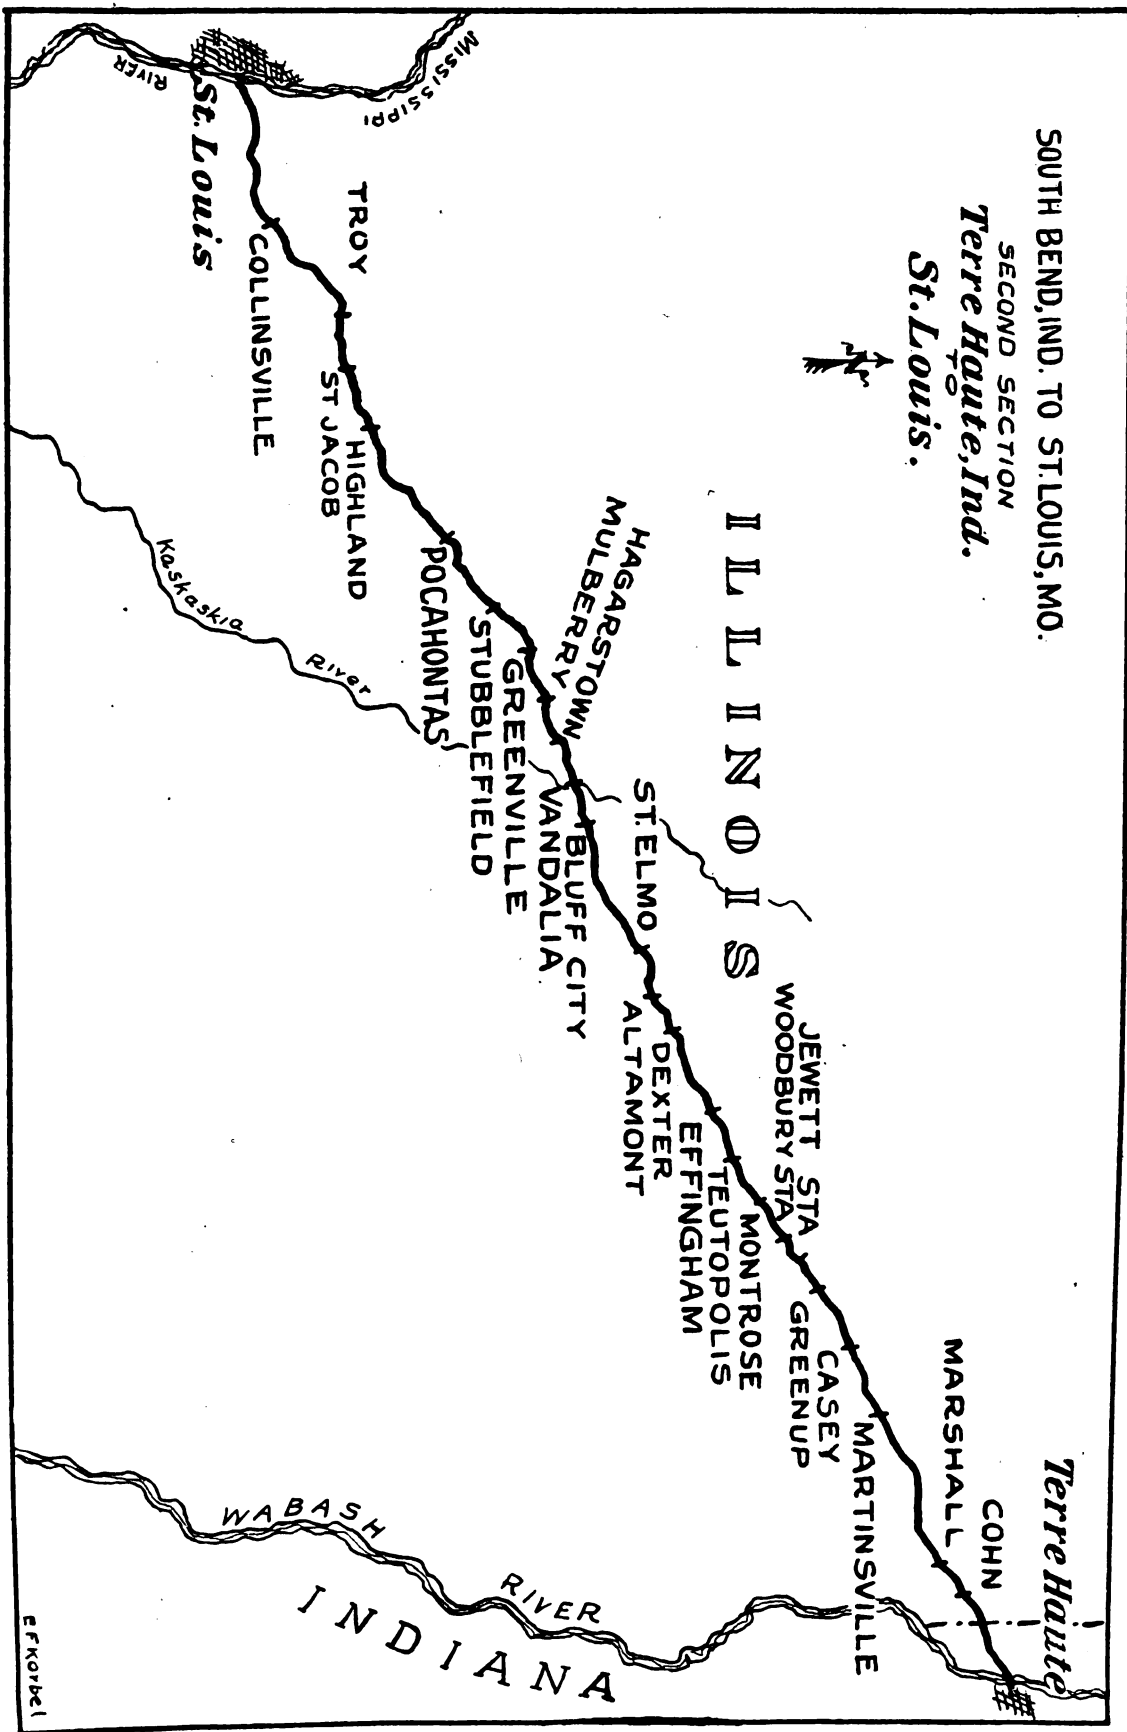 SOUTH BEND, IND. TO ST. LOUIS, MO.
SECOND SECTION
Terre Haute, Ind.
TO
St. Louis.
N
ILLINOIS
Terre Haute
COHN
MARSHALL
MARTINSVILLE
CASEY
GREENUP
JEWETT STA
WOODBURY STA
MONTROSE
TEUTOPOLIS
EFFINGHAM
DEXTER
ALTAMONT
ST. ELMO
BLUFF CITY
VANDALIA
HAGARSTOWN
MULBERRY
GREENVILLE
STUBBLEFIELD
POCAHONTAS
HIGHLAND
ST JACOB
TROY
COLLINSVILLE
St. Louis
MISSISSIPPI
RIVER
Kaskaskia
River
WABASH
RIVER
INDIANA
EFKorbel